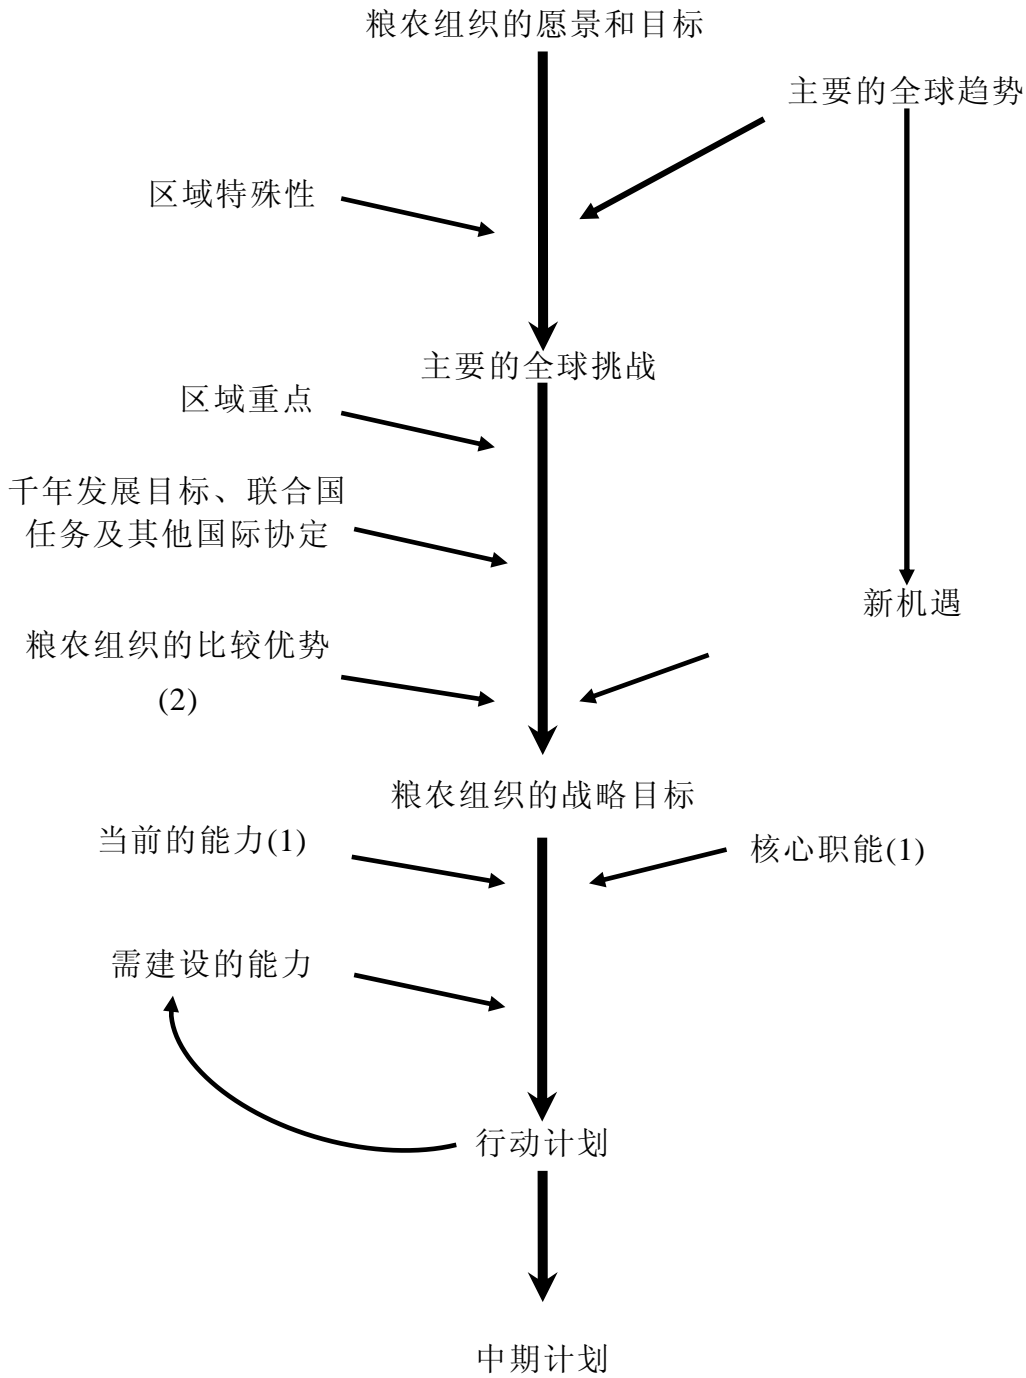 粮农组织的愿景和目标
主要的全球趋势
区域特殊性
主要的全球挑战
区域重点
千年发展目标、联合国
任务及其他国际协定
新机遇
粮农组织的比较优势
(2)
粮农组织的战略目标
当前的能力(1)
核心职能(1)
需建设的能力
行动计划
中期计划